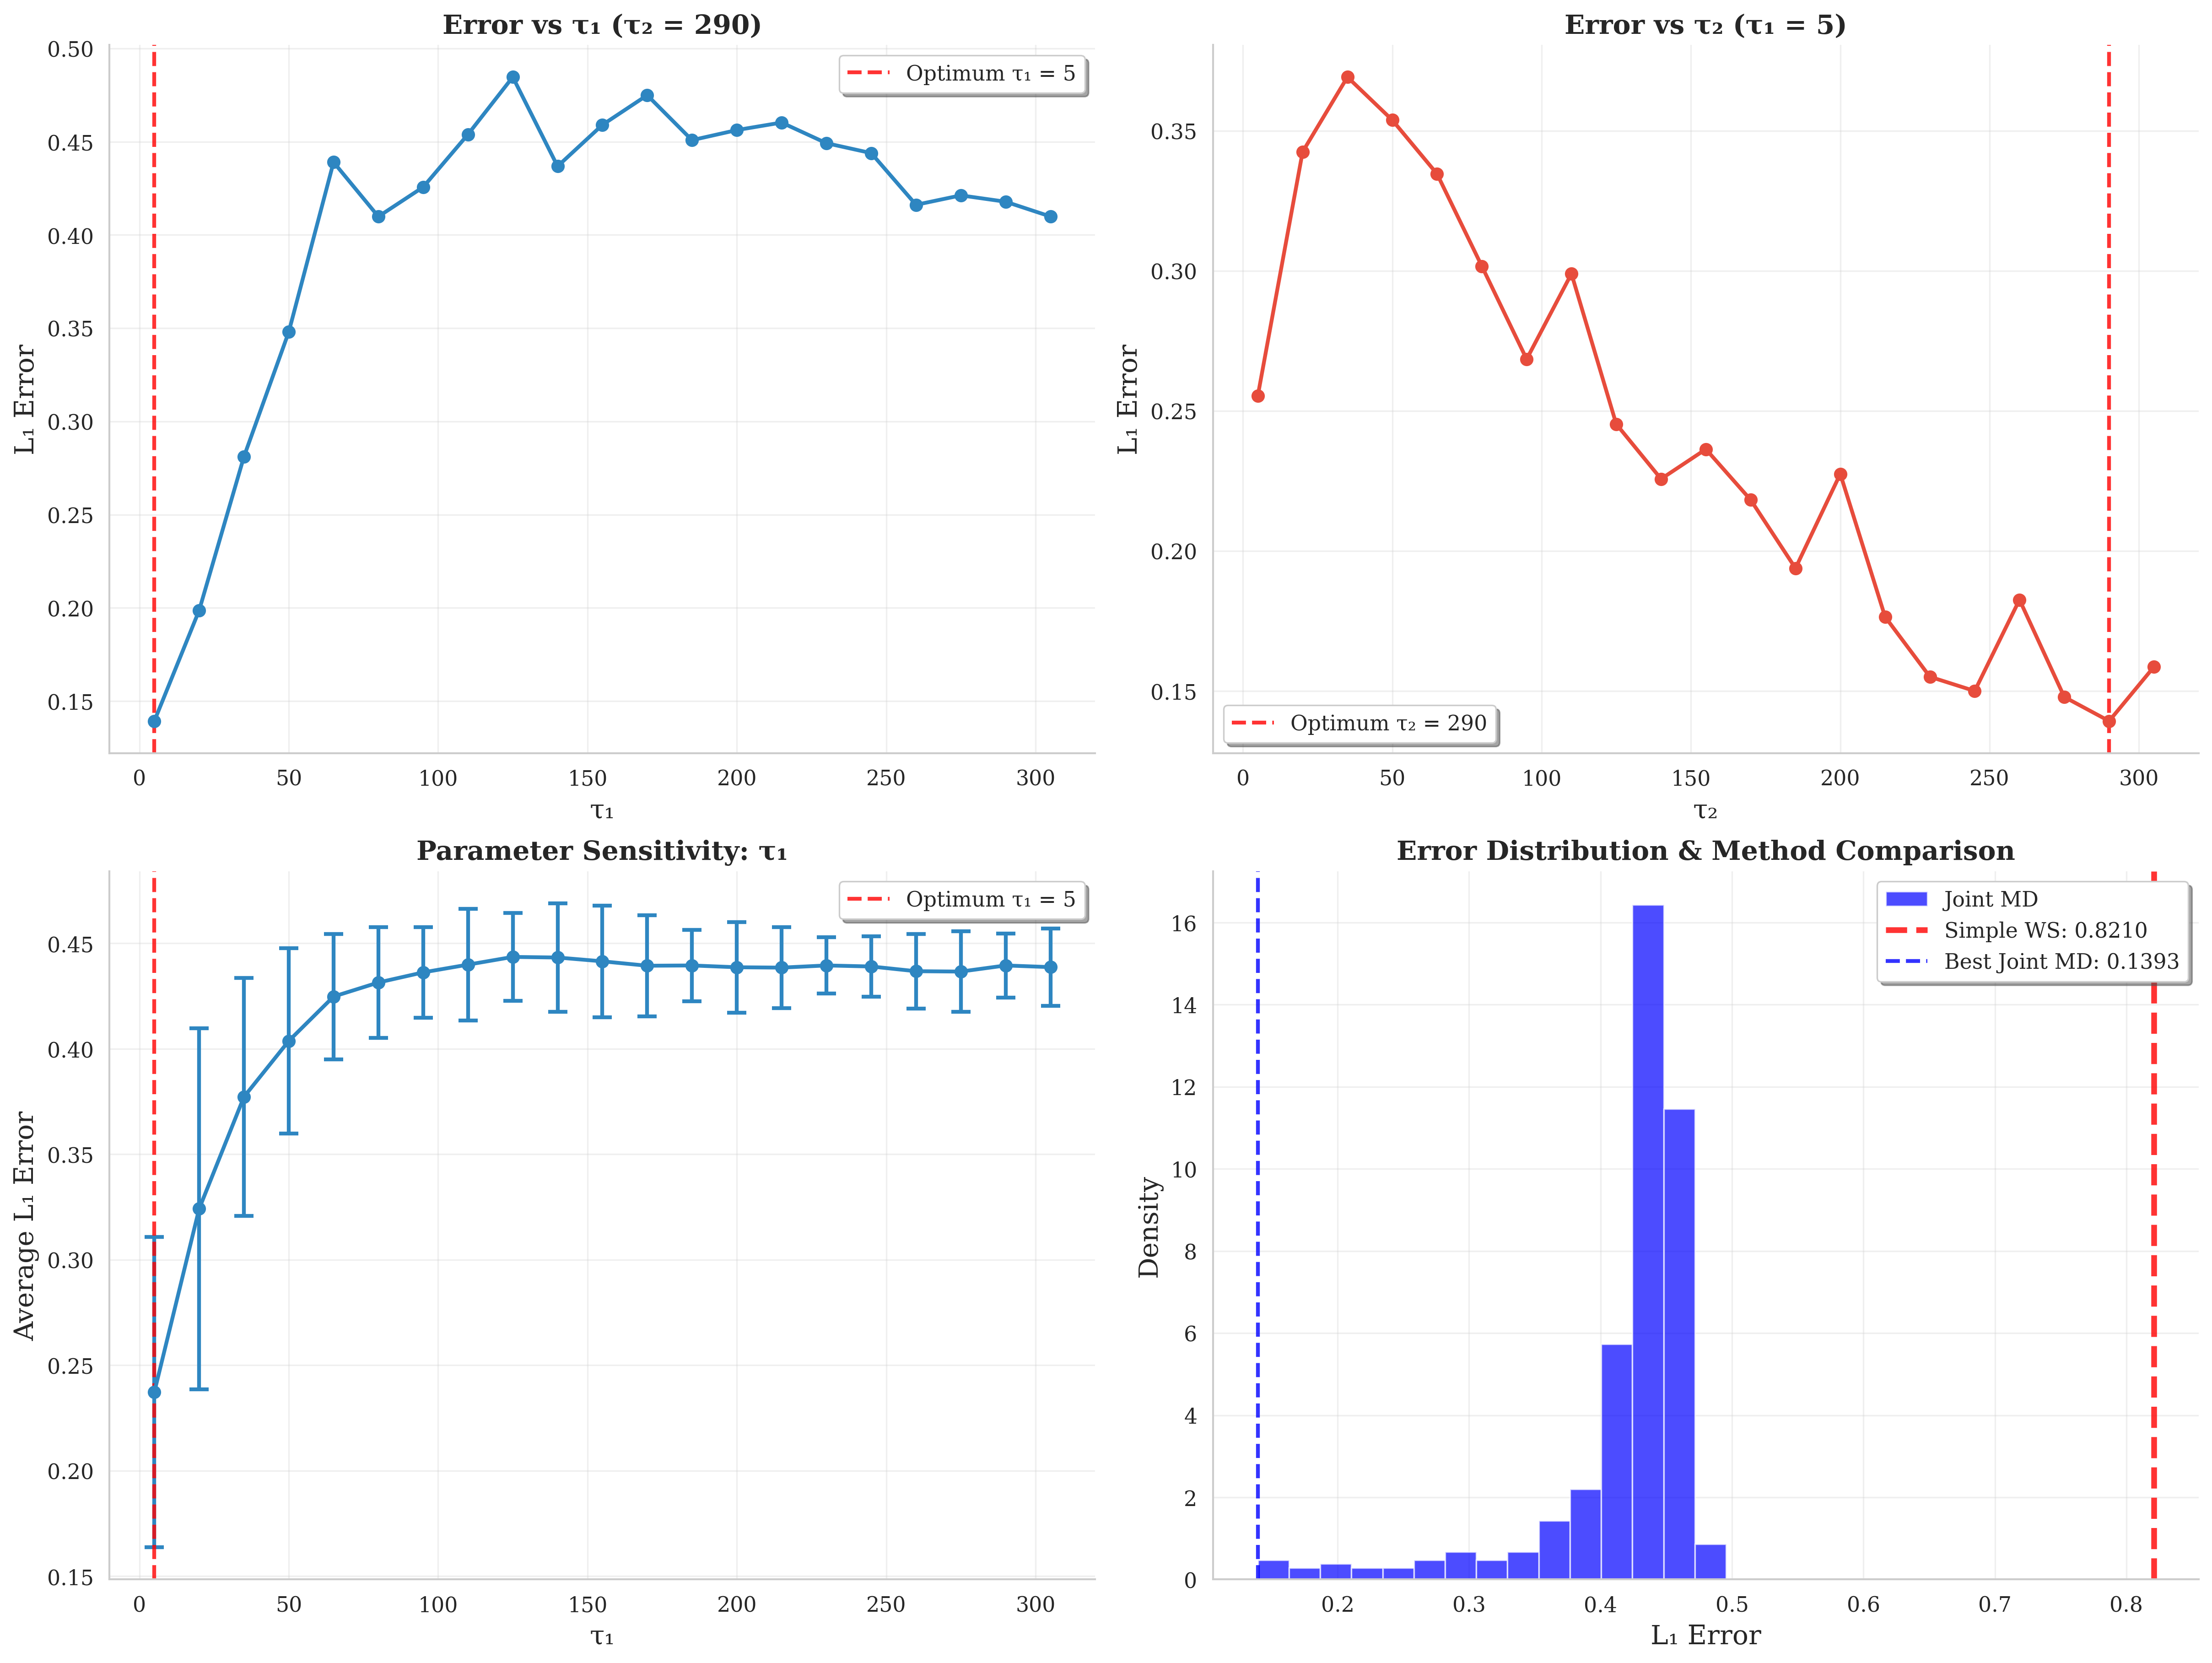 Error vs τ₁ (τ₂ = 290)
0.50
0.45
0.40
0.35
0.30
0.25
0.20
0.15
L₁ Error
Optimum τ₁ = 5
0 50 100 150 200 250 300
τ₁
Error vs τ₂ (τ₁ = 5)
0.35
0.30
0.25
0.20
0.15
L₁ Error
Optimum τ₂ = 290
0 50 100 150 200 250 300
τ₂
Parameter Sensitivity: τ₁
0.45
0.40
0.35
0.30
0.25
0.20
0.15
Average L₁ Error
Optimum τ₁ = 5
0 50 100 150 200 250 300
τ₁
Error Distribution & Method Comparison
16
14
12
10
8
6
4
2
0
Density
Joint MD
Simple WS: 0.8210
Best Joint MD: 0.1393
0.2 0.3 0.4 0.5 0.6 0.7 0.8
L₁ Error